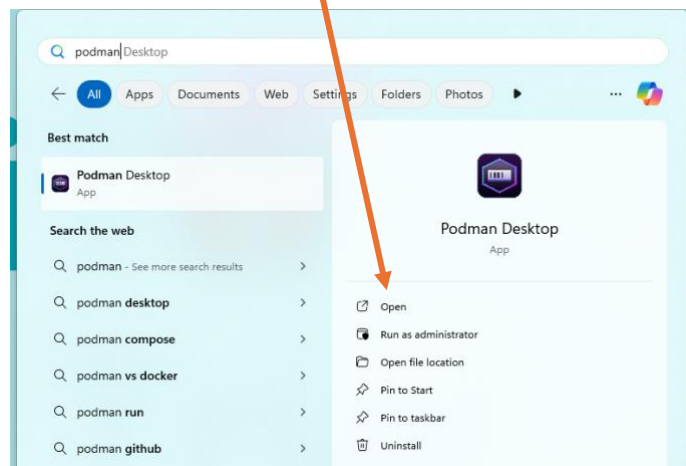 podman Desktop
All Apps Documents Web Settings Folders Photos ...
Best match
Podman Desktop
App
Search the web
podman - See more search results
podman desktop
podman compose
podman vs docker
podman run
podman github
Podman Desktop
App
Open
Run as administrator
Open file location
Pin to Start
Pin to taskbar
Uninstall